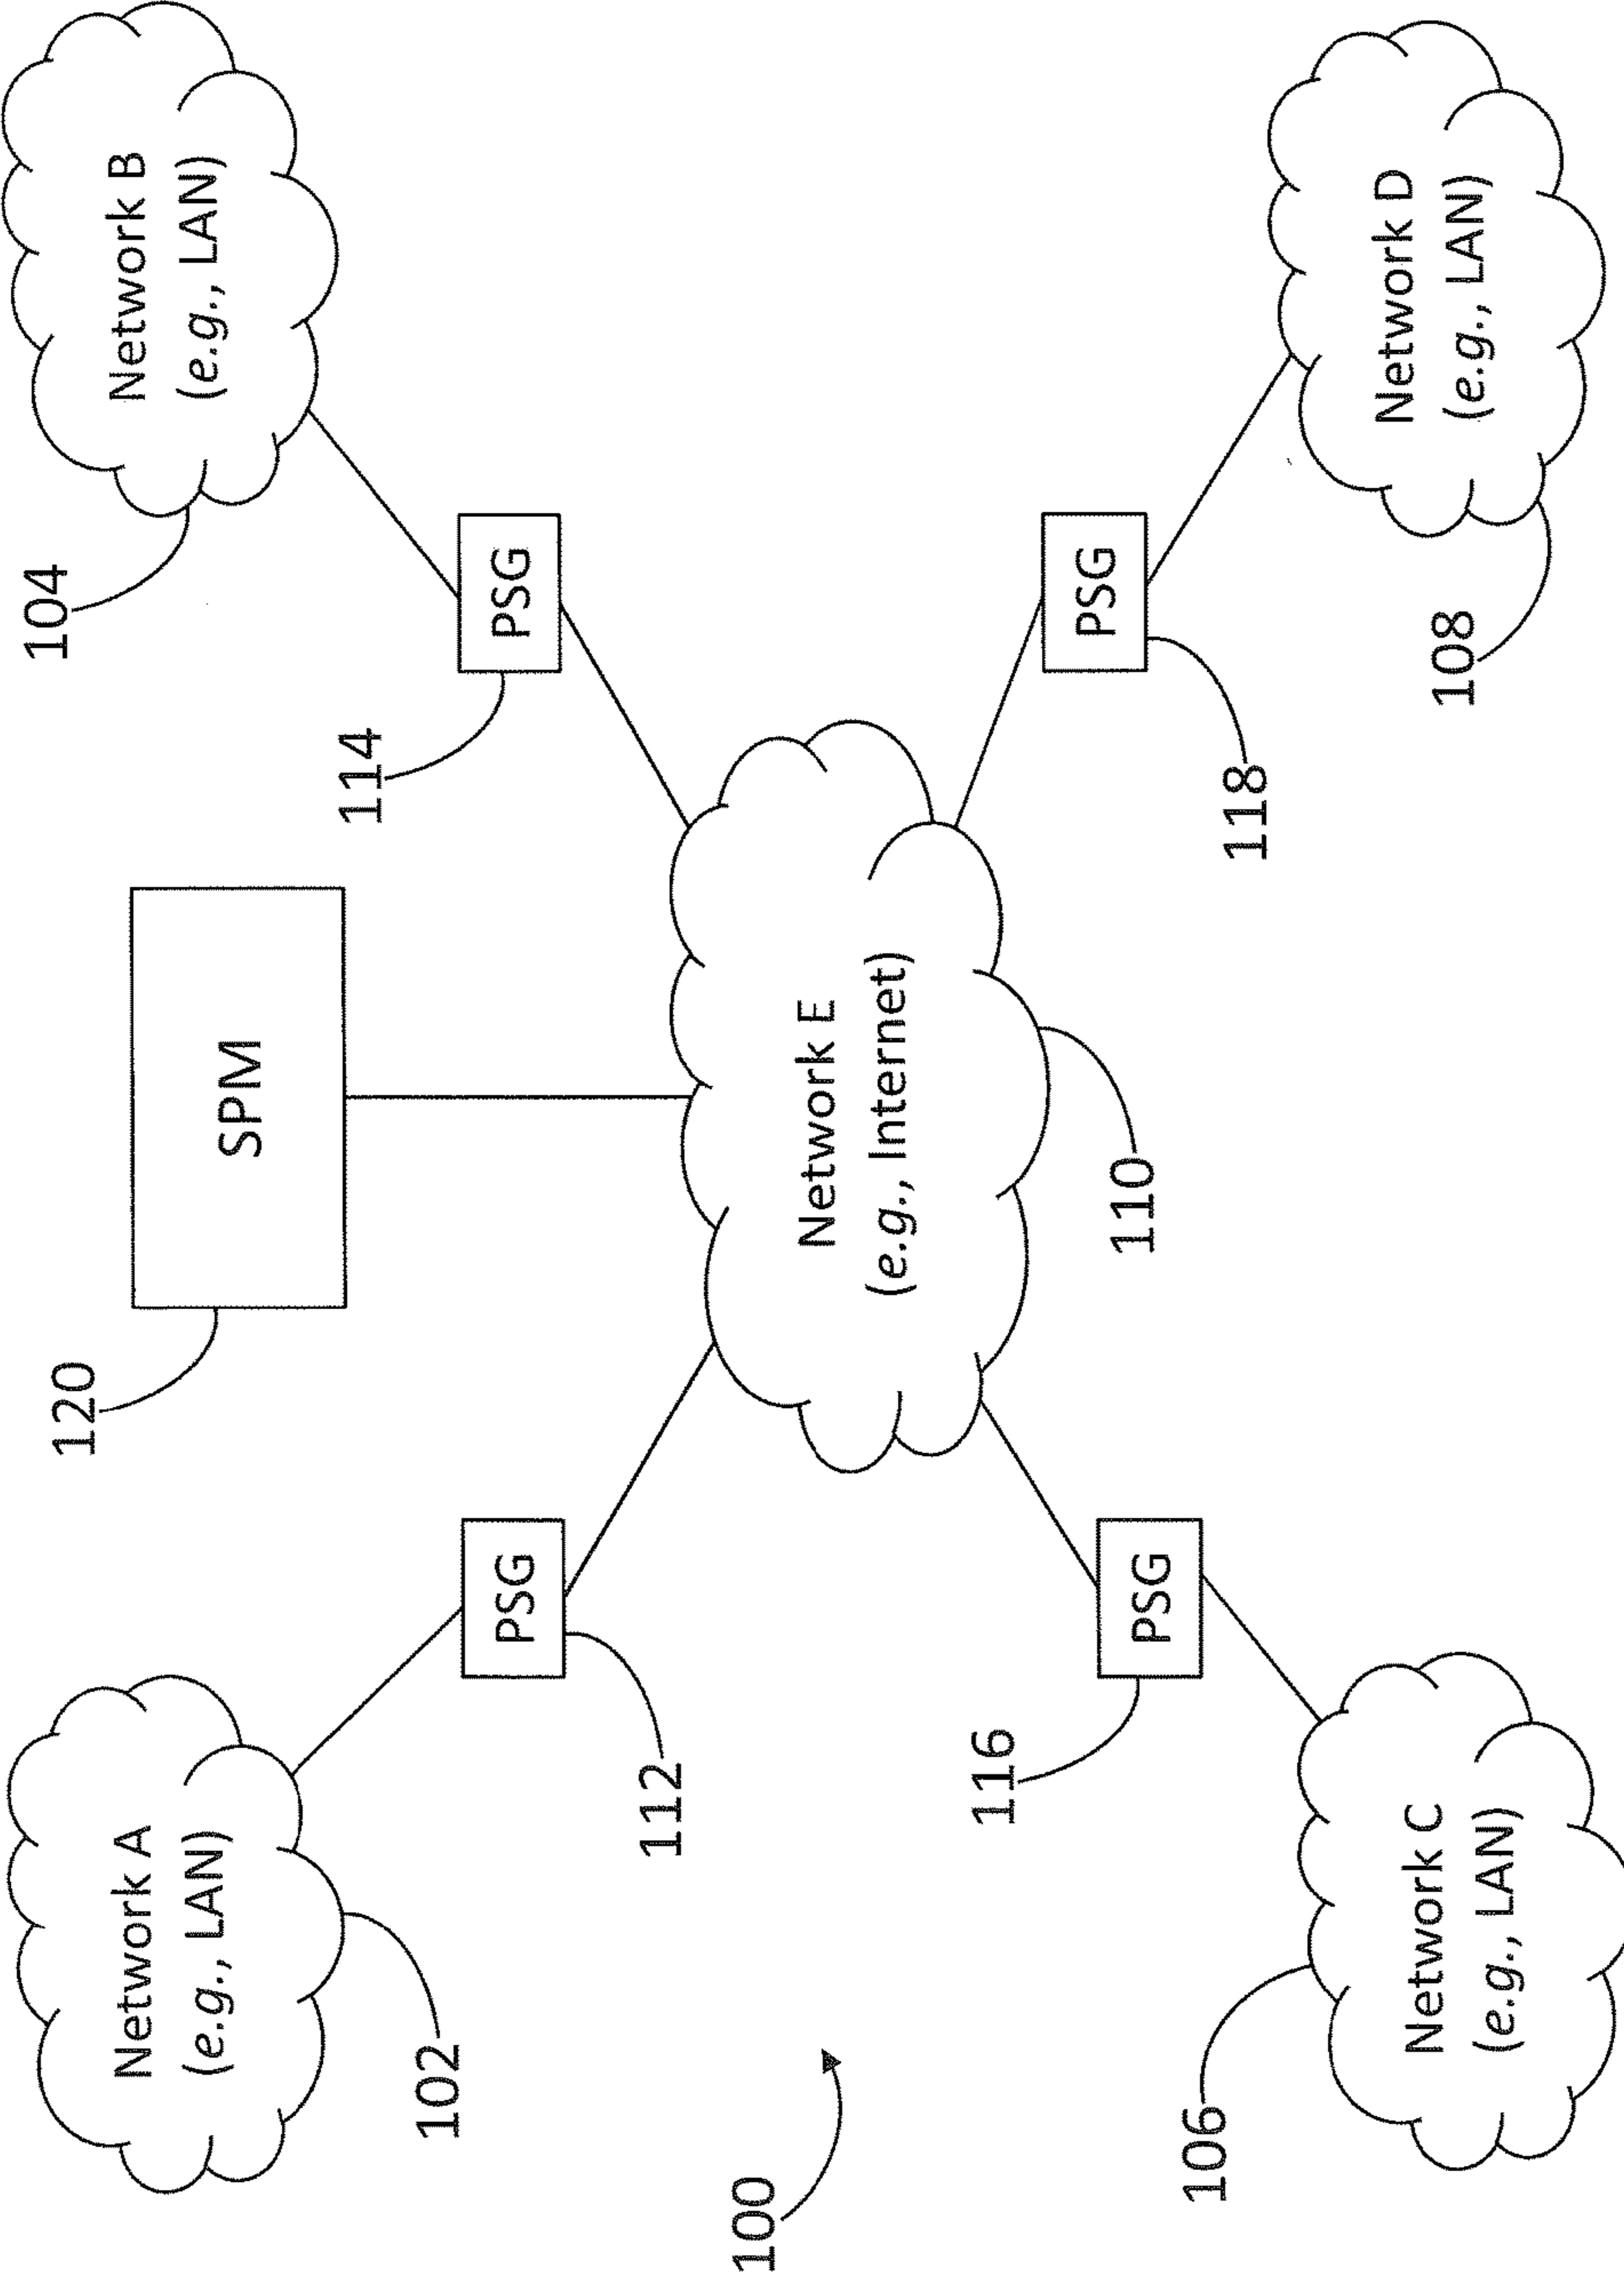 120
SPM
104
Network B
(e.g., LAN)
Network A
(e.g., LAN)
114
PSG
PSG
102
112
Network E
(e.g., Internet)
100
116
110
118
PSG
PSG
106
Network C
(e.g., LAN)
Network D
(e.g., LAN)
108